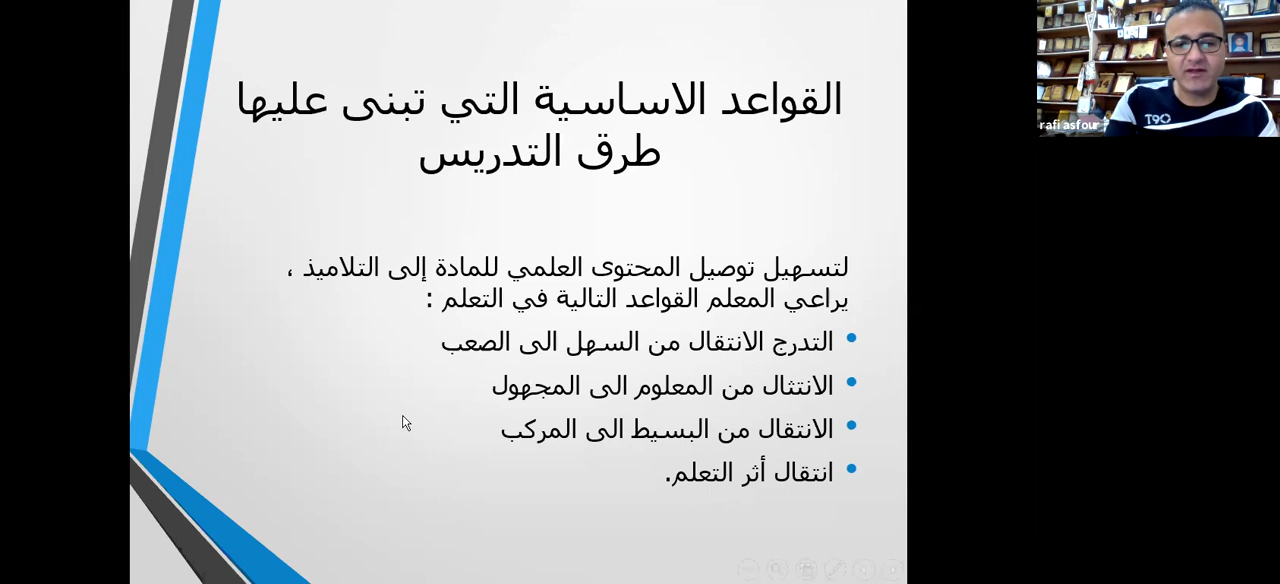 القواعد الاساسية التي تبنى عليها
طرق التدريس
لتسهيل توصيل المحتوى العلمي للمادة إلى التلاميذ ،
يراعي المعلم القواعد التالية في التعلم :
التدرج الانتقال من السهل الى الصعب
الانتثال من المعلوم الى المجهول
الانتقال من البسيط الى المركب
انتقال أثر التعلم.
rafi asfour
T90